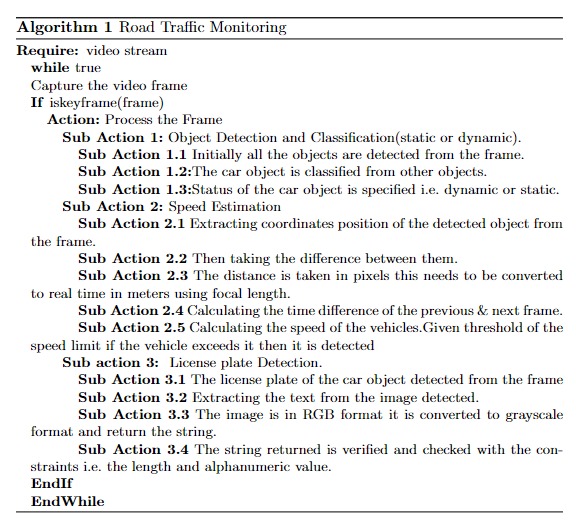 Algorithm 1 Road Traffic Monitoring
Require: video stream
while true
Capture the video frame
If iskeyframe(frame)
Action: Process the Frame
Sub Action 1: Object Detection and Classification(static or dynamic).
Sub Action 1.1 Initially all the objects are detected from the frame.
Sub Action 1.2:The car object is classified from other objects.
Sub Action 1.3:Status of the car object is specified i.e. dynamic or static.
Sub Action 2: Speed Estimation
Sub Action 2.1 Extracting coordinates position of the detected object from
the frame.
Sub Action 2.2 Then taking the difference between them.
Sub Action 2.3 The distance is taken in pixels this needs to be converted
to real time in meters using focal length.
Sub Action 2.4 Calculating the time difference of the previous & next frame.
Sub Action 2.5 Calculating the speed of the vehicles.Given threshold of the
speed limit if the vehicle exceeds it then it is detected
Sub action 3: License plate Detection.
Sub Action 3.1 The license plate of the car object detected from the frame
Sub Action 3.2 Extracting the text from the image detected.
Sub Action 3.3 The image is in RGB format it is converted to grayscale
format and return the string.
Sub Action 3.4 The string returned is verified and checked with the con-
straints i.e. the length and alphanumeric value.
EndIf
EndWhile